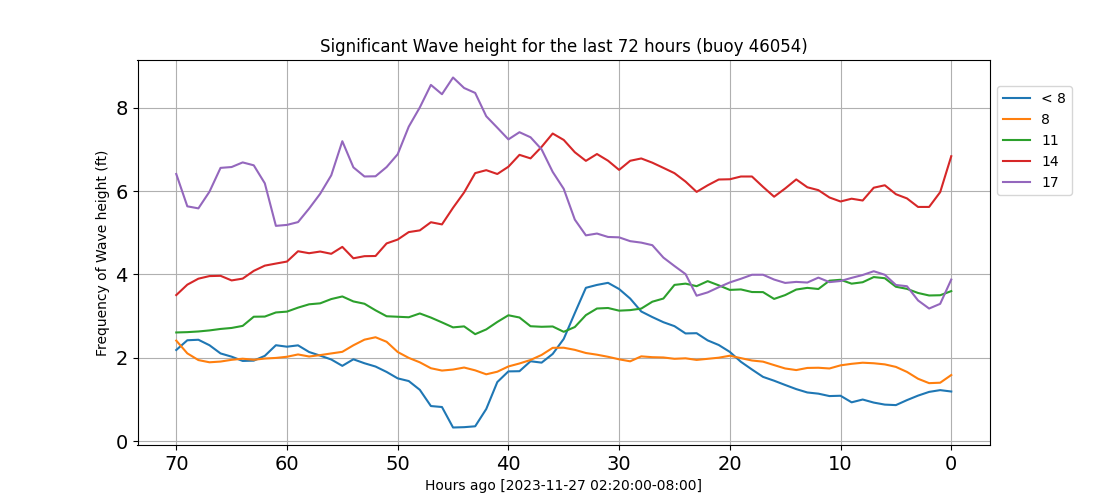 Significant Wave height for the last 72 hours (buoy 46054)
Frequency of Wave height (ft)
8
6
4
2
0
70 60 50 40 30 20 10 0
Hours ago [2023-11-27 02:20:00-08:00]
< 8
8
11
14
17